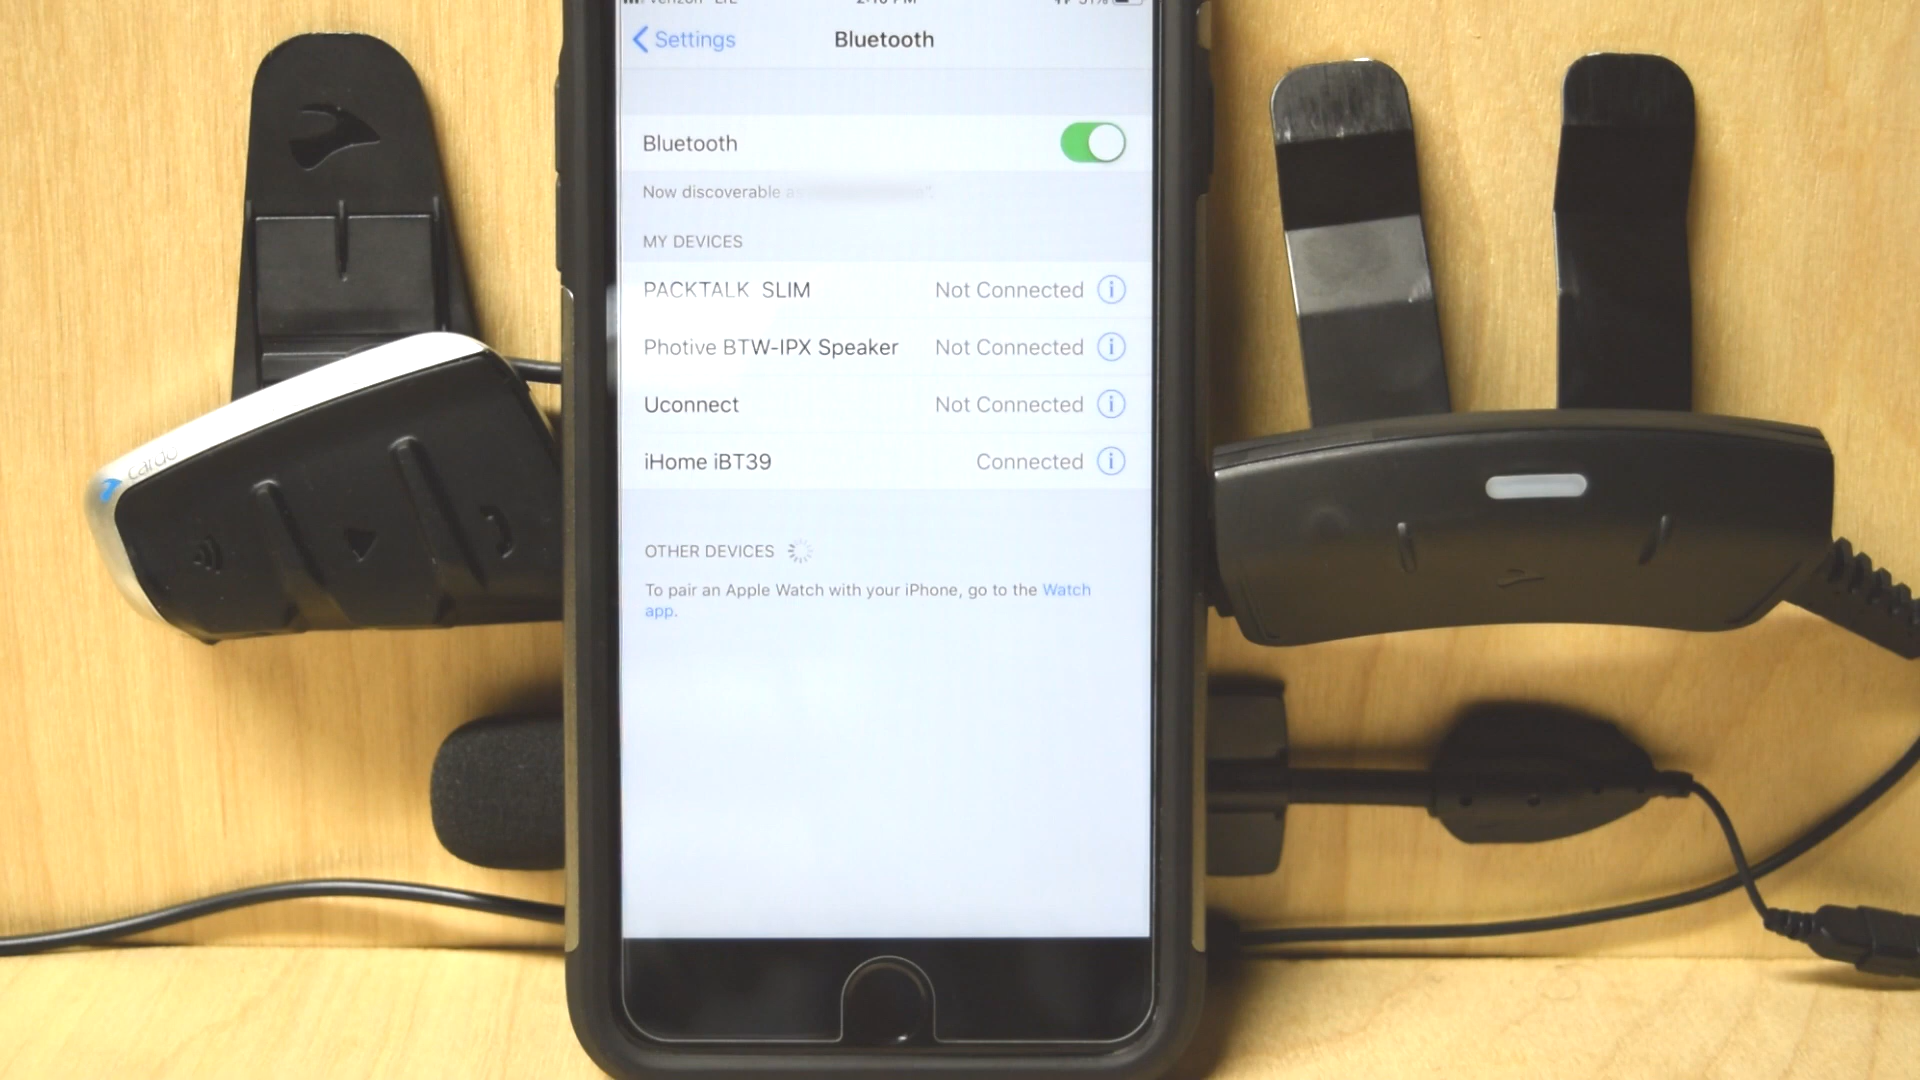 Settings
Bluetooth
Bluetooth
Now discoverable as
MY DEVICES
PACKTALK SLIM Not Connected
Photive BTW-IPX Speaker Not Connected
Uconnect Not Connected
iHome iBT39 Connected
OTHER DEVICES
To pair an Apple Watch with your iPhone, go to the Watch
app.
cardo